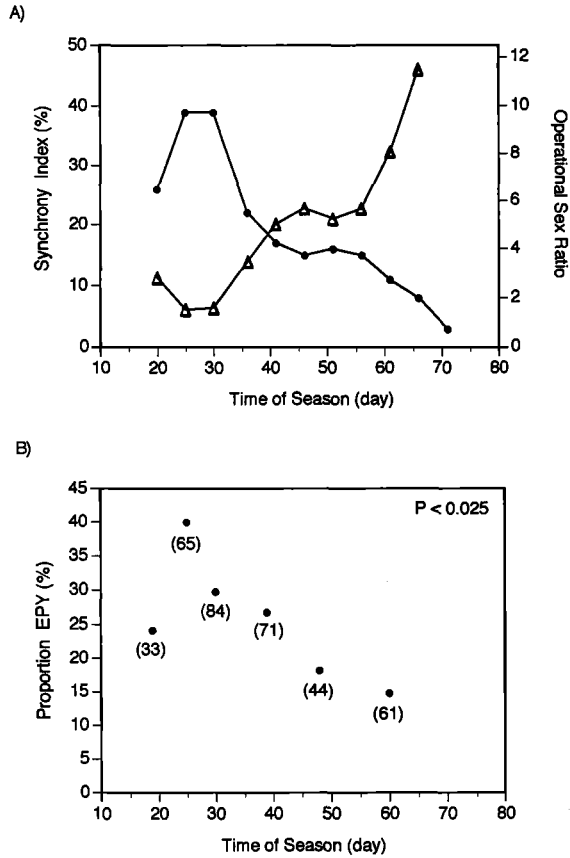 A)
50
40
30
20
10
0
Synchrony Index (%)
12
10
8
6
4
2
0
Operational Sex Ratio
10 20 30 40 50 60 70 80
Time of Season (day)
B)
P < 0.025
45
40
35
30
25
20
15
10
5
0
Proportion EPY (%)
(65)
(84)
(33)
(71)
(44)
(61)
10 20 30 40 50 60 70 80
Time of Season (day)